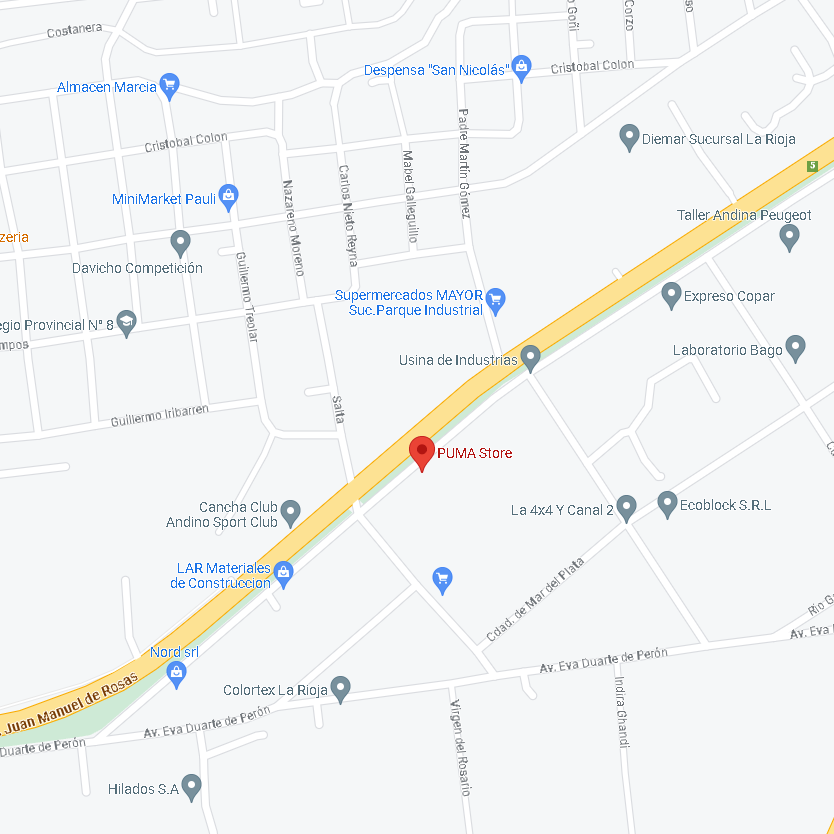 Costanera
Goñi
Corzo
so
Despensa "San Nicolás"
Cristobal Colon
Almacen Marcia
Cristobal Colon
Padre Martín Gómez
Diemar Sucursal La Rioja
5
Mabel Galleguillo
Carlos Nieto Reyna
Nazareno Moreno
MiniMarket Pauli
Taller Andina Peugeot
zeria
Davicho Competición
Guillermo Treolar
Supermercados MAYOR
Suc.Parque Industrial
Expreso Copar
egio Provincial N° 8
mpos
Usina de Industrias
Laboratorio Bago
Guillermo Iribarren
Salta
PUMA Store
Cancha Club
Andino Sport Club
La 4x4 Y Canal 2
Ecoblock S.R.L
LAR Materiales
de Construccion
Cdad. de Mar del Plata
Rio G
Nord srl
Av. Eva
Av. Eva Duarte de Perón
Juan Manuel de Rosas
Colortex La Rioja
Av. Eva Duarte de Perón
Duarte de Perón
Indira Ghandi
Virgen del Rosario
Hilados S.A